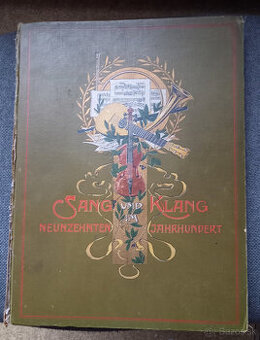 SANG UND KLANG
IM
NEUNZEHNTEN JAHRHUNDERT